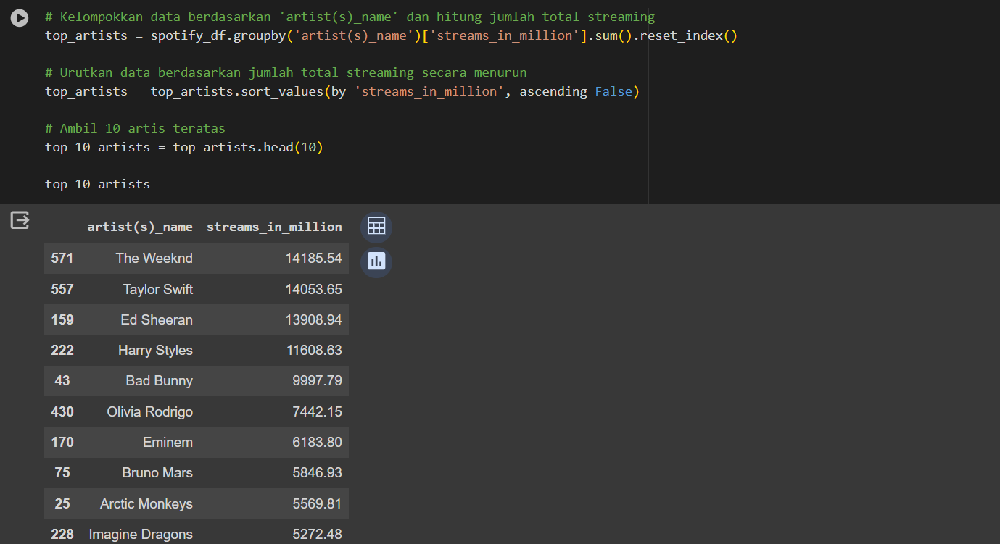 # Kelompokkan data berdasarkan 'artist(s)_name' dan hitung jumlah total streaming
top_artists = spotify_df.groupby('artist(s)_name')['streams_in_million'].sum().reset_index()
# Urutkan data berdasarkan jumlah total streaming secara menurun
top_artists = top_artists.sort_values(by='streams_in_million', ascending=False)
# Ambil 10 artis teratas
top_10_artists = top_artists.head(10)
top_10_artists
artist(s)_name streams_in_million
571 The Weeknd 14185.54
557 Taylor Swift 14053.65
159 Ed Sheeran 13908.94
222 Harry Styles 11608.63
43 Bad Bunny 9997.79
430 Olivia Rodrigo 7442.15
170 Eminem 6183.80
75 Bruno Mars 5846.93
25 Arctic Monkeys 5569.81
228 Imagine Dragons 5272.48